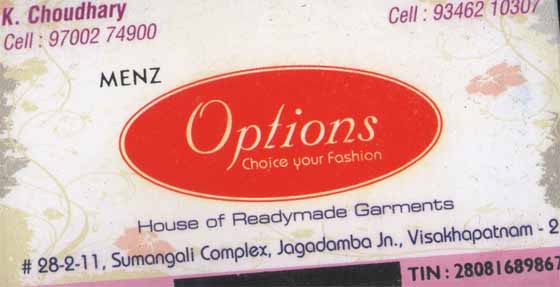 K. Choudhary
Cell : 97002 74900
Cell : 93462 10307
MENZ
Options
Choice your Fashion
House of Readymade Garments
# 28-2-11, Sumangali Complex, Jagadamba Jn., Visakhapatnam - 2
TIN : 28081689867